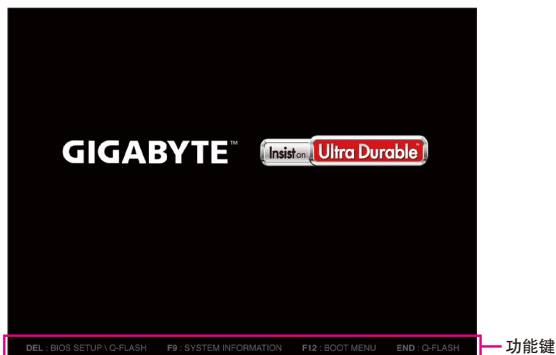 GIGABYTE™ Insist on Ultra Durable™
DEL : BIOS SETUP \ Q-FLASH F9 : SYSTEM INFORMATION F12 : BOOT MENU END : Q-FLASH
功能键